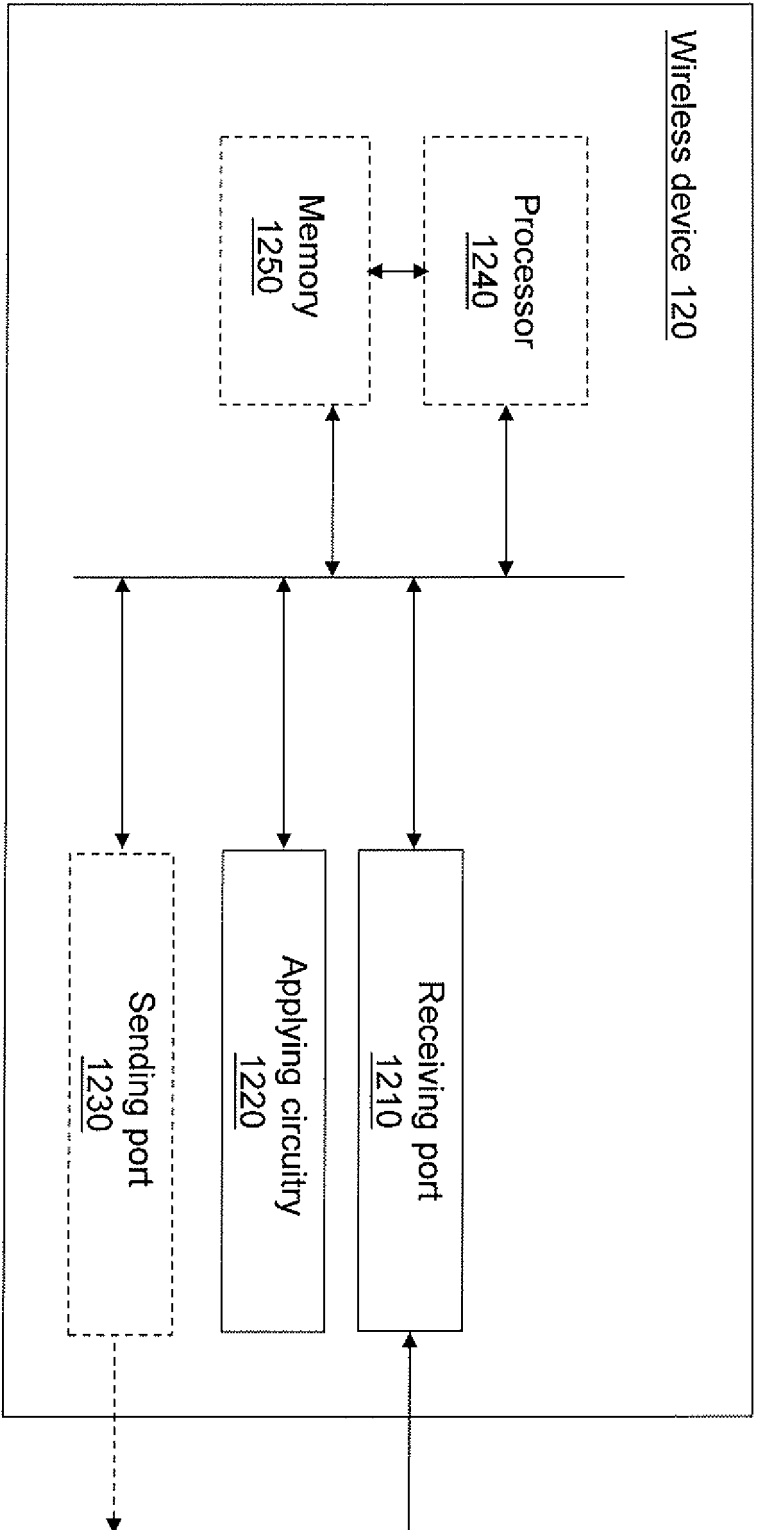 Wireless device 120
Processor
1240
Memory
1250
Receiving port
1210
Applying circuitry
1220
Sending port
1230